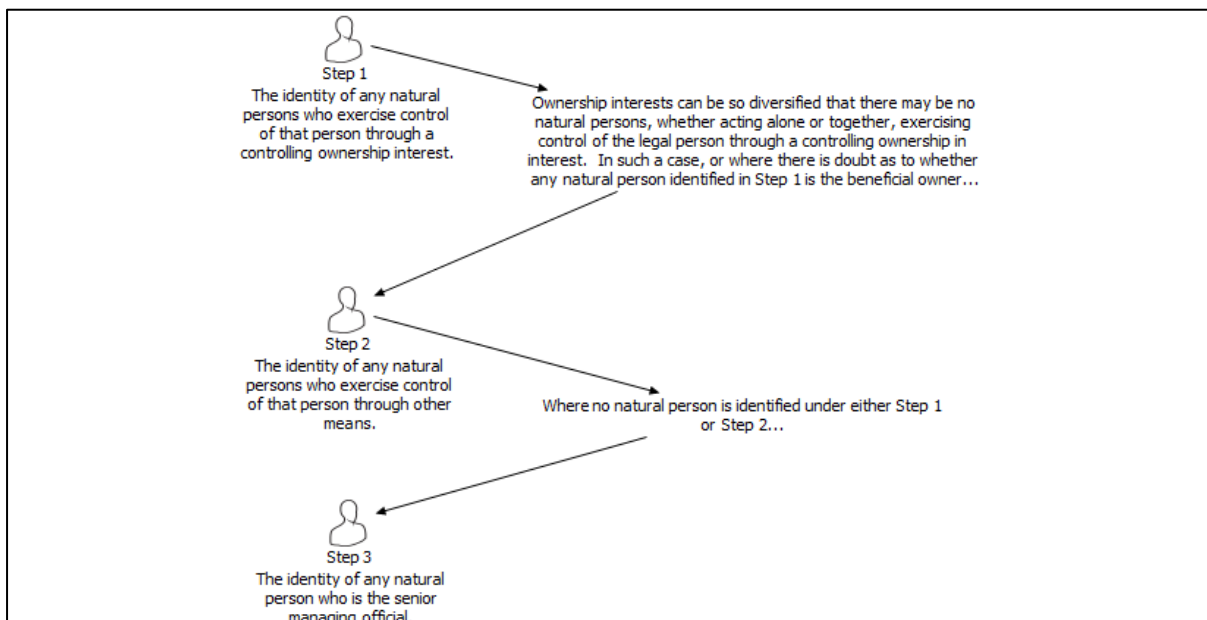 Step 1
The identity of any natural
persons who exercise control
of that person through a
controlling ownership interest.
Ownership interests can be so diversified that there may be no
natural persons, whether acting alone or together, exercising
control of the legal person through a controlling ownership in
interest.  In such a case, or where there is doubt as to whether
any natural person identified in Step 1 is the beneficial owner...
Step 2
The identity of any natural
persons who exercise control
of that person through other
means.
Where no natural person is identified under either Step 1
or Step 2...
Step 3
The identity of any natural
person who is the senior
managing official